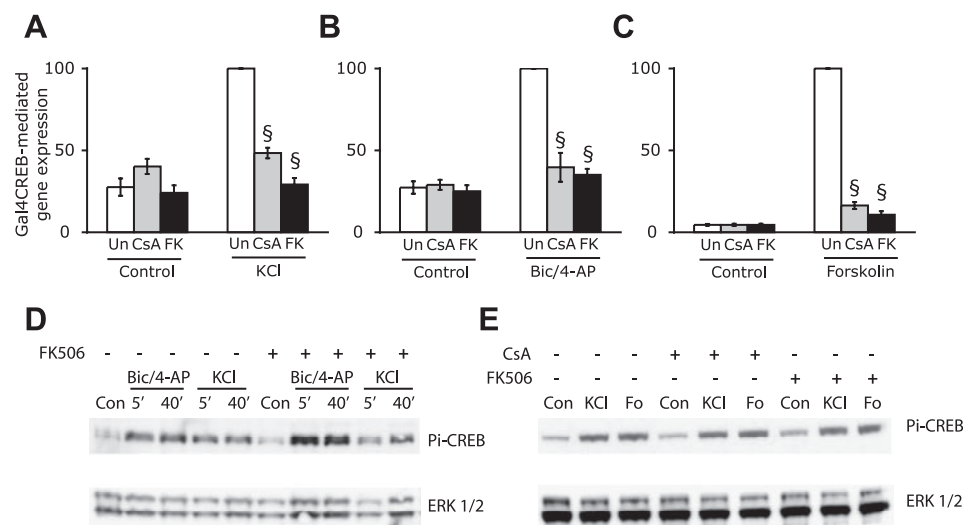 A
B
C
Gal4CREB-mediated
gene expression
100
50
0
§
§
Un CsA FK
Un CsA FK
Control
KCl
100
50
0
§
§
Un CsA FK
Un CsA FK
Control
Bic/4-AP
100
50
0
§
§
Un CsA FK
Un CsA FK
Control
Forskolin
D
FK506 - - - - - + + + + +
Bic/4-AP KCl Bic/4-AP KCl
Con 5′ 40′ 5′ 40′ Con 5′ 40′ 5′ 40′
Pi-CREB
ERK 1/2
E
CsA - - - + + + - - -
FK506 - - - - - - + + +
Con KCl Fo Con KCl Fo Con KCl Fo
Pi-CREB
ERK 1/2